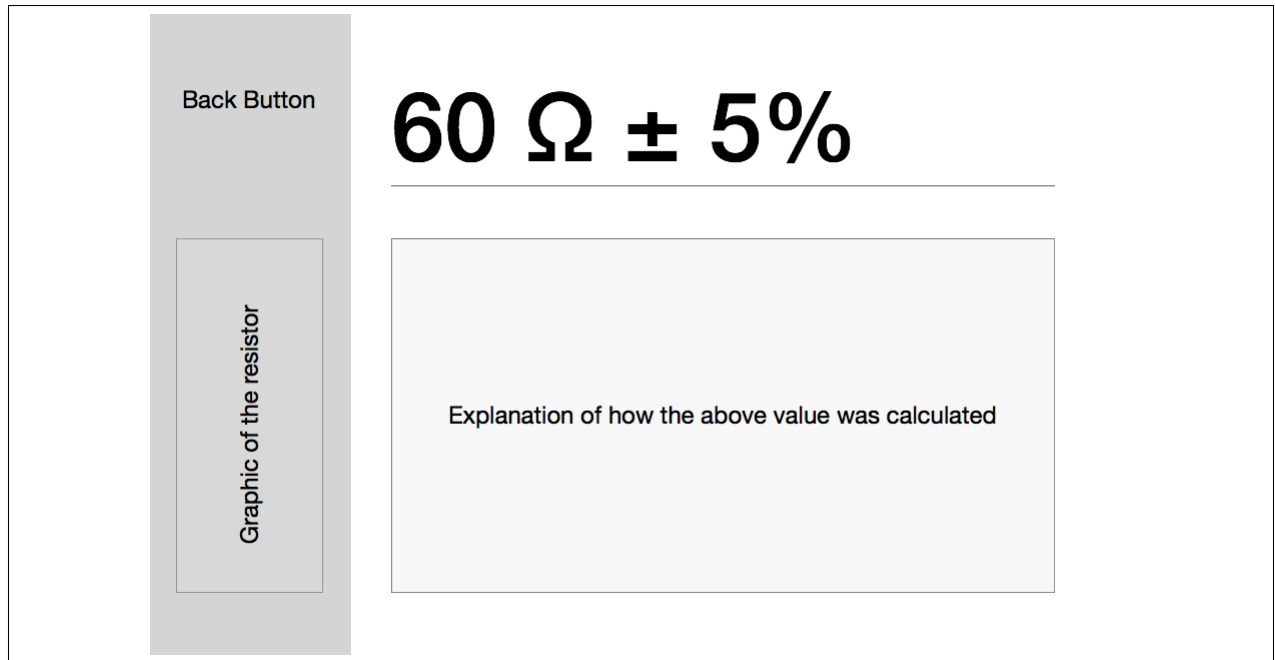 Back Button
60 Ω ± 5%
Graphic of the resistor
Explanation of how the above value was calculated